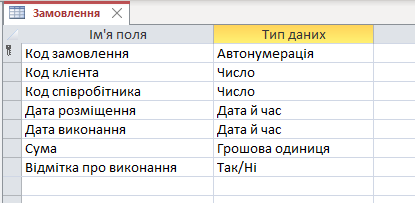 Замовлення
Ім'я поля Тип даних
Код замовлення Автонумерація
Код клієнта Число
Код співробітника Число
Дата розміщення Дата й час
Дата виконання Дата й час
Сума Грошова одиниця
Відмітка про виконання Так/Ні